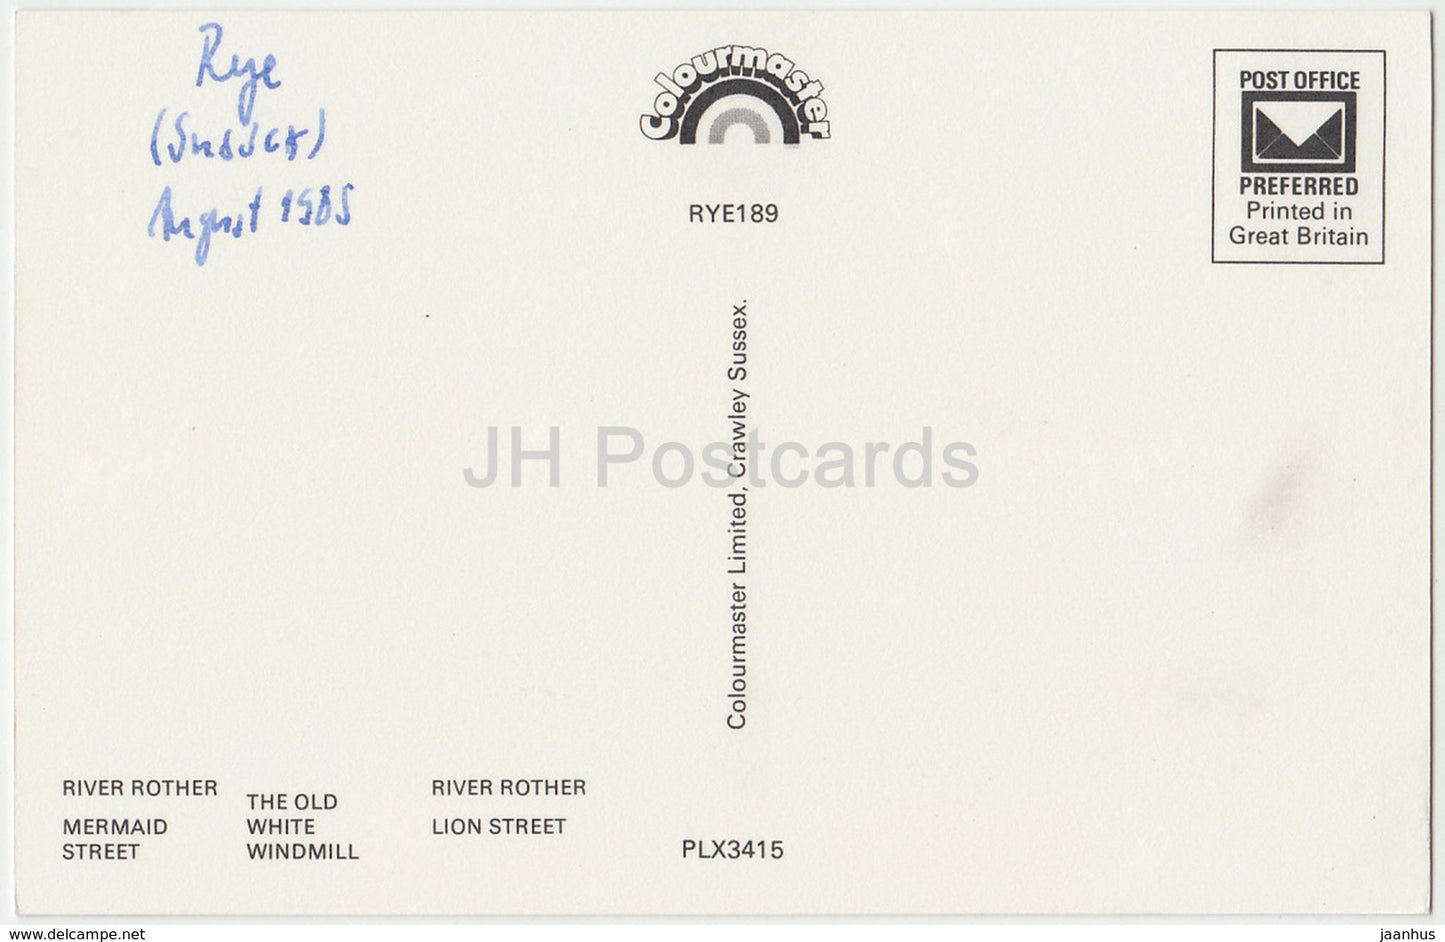 Rye
(Sussex)
August 1985
Colourmaster
RYE189
POST OFFICE
PREFERRED
Printed in
Great Britain
Colourmaster Limited, Crawley Sussex.
JH Postcards
RIVER ROTHER
MERMAID
STREET
THE OLD
WHITE
WINDMILL
RIVER ROTHER
LION STREET
PLX3415
www.delcampe.net
jaanhus